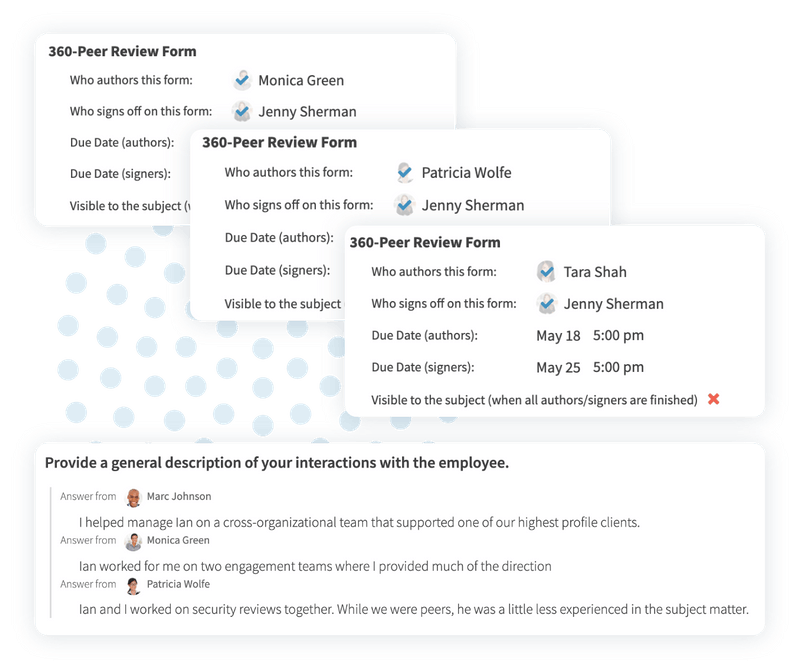 360-Peer Review Form
Who authors this form: Monica Green
Who signs off on this form: Jenny Sherman
Due Date (authors):
Due Date (signers):
Visible to the subject (
360-Peer Review Form
Who authors this form: Patricia Wolfe
Who signs off on this form: Jenny Sherman
Due Date (authors):
Due Date (signers):
Visible to the subject
360-Peer Review Form
Who authors this form: Tara Shah
Who signs off on this form: Jenny Sherman
Due Date (authors): May 18 5:00 pm
Due Date (signers): May 25 5:00 pm
Visible to the subject (when all authors/signers are finished)
Provide a general description of your interactions with the employee.
Answer from Marc Johnson
I helped manage Ian on a cross-organizational team that supported one of our highest profile clients.
Answer from Monica Green
Ian worked for me on two engagement teams where I provided much of the direction
Answer from Patricia Wolfe
Ian and I worked on security reviews together. While we were peers, he was a little less experienced in the subject matter.